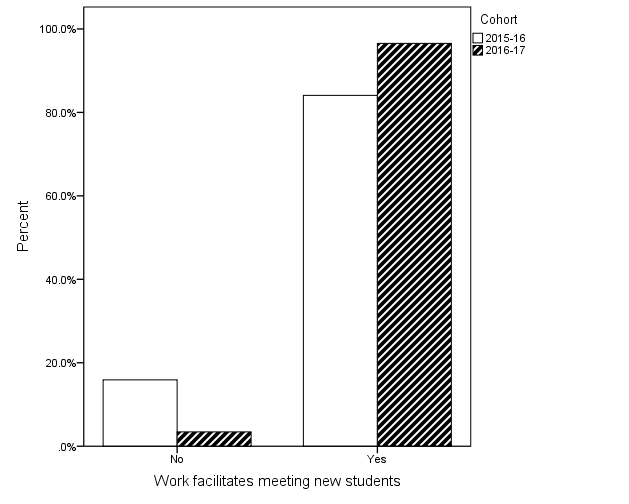 Cohort
2015-16
2016-17
Percent
100.0%
80.0%
60.0%
40.0%
20.0%
.0%
No Yes
Work facilitates meeting new students